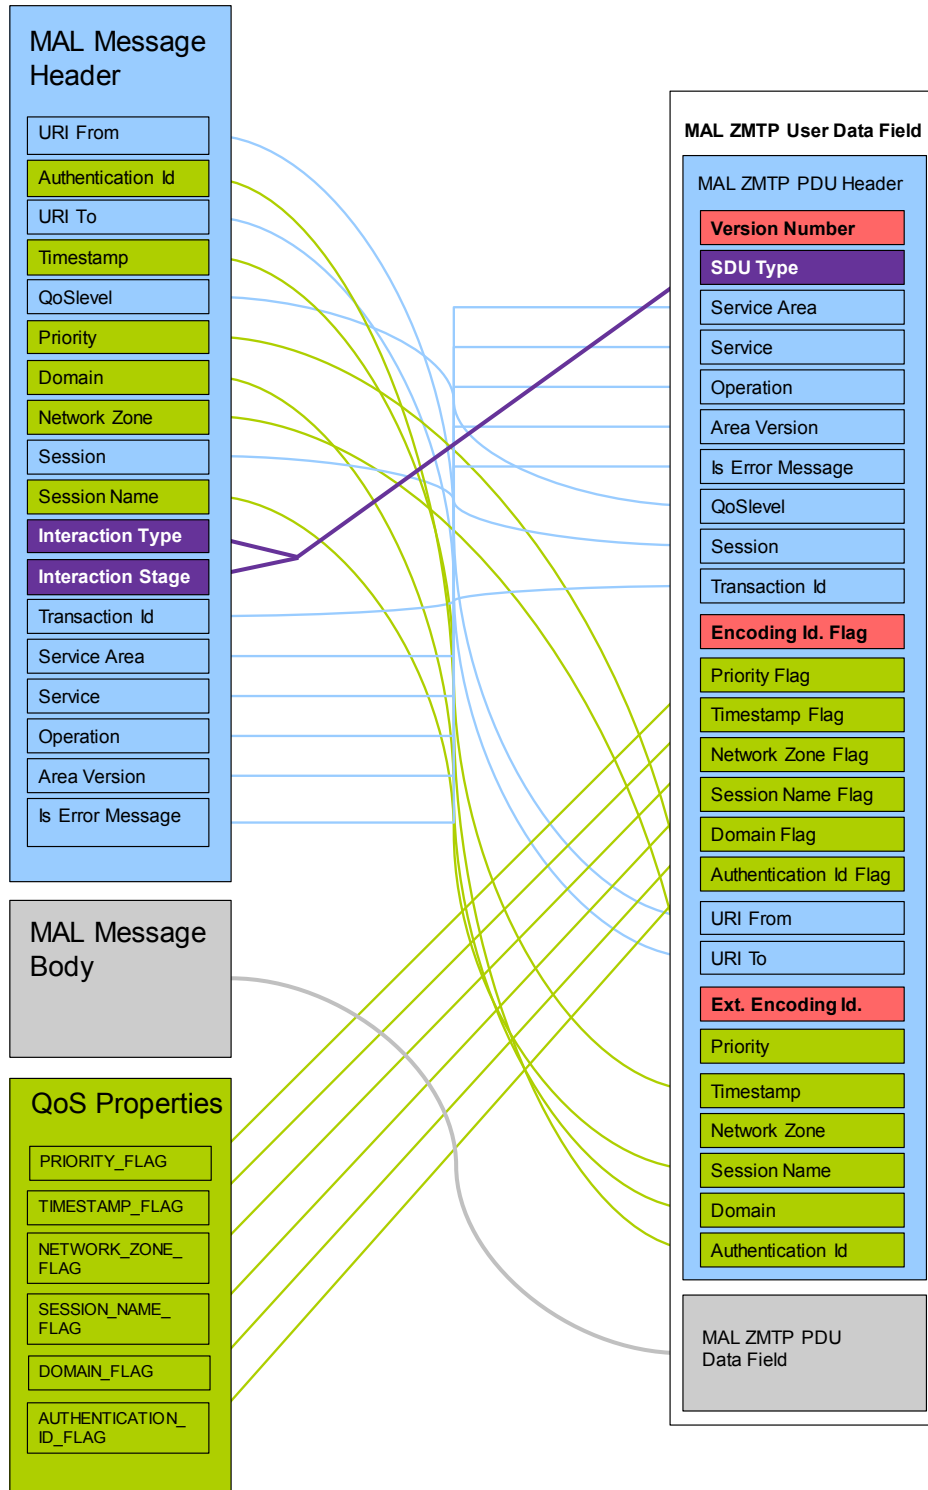 MAL Message
Header
URI From
Authentication Id
URI To
Timestamp
QoSlevel
Priority
Domain
Network Zone
Session
Session Name
Interaction Type
Interaction Stage
Transaction Id
Service Area
Service
Operation
Area Version
Is Error Message
MAL Message
Body
QoS Properties
PRIORITY_FLAG
TIMESTAMP_FLAG
NETWORK_ZONE_
FLAG
SESSION_NAME_
FLAG
DOMAIN_FLAG
AUTHENTICATION_
ID_FLAG
MAL ZMTP User Data Field
MAL ZMTP PDU Header
Version Number
SDU Type
Service Area
Service
Operation
Area Version
Is Error Message
QoSlevel
Session
Transaction Id
Encoding Id. Flag
Priority Flag
Timestamp Flag
Network Zone Flag
Session Name Flag
Domain Flag
Authentication Id Flag
URI From
URI To
Ext. Encoding Id.
Priority
Timestamp
Network Zone
Session Name
Domain
Authentication Id
MAL ZMTP PDU
Data Field